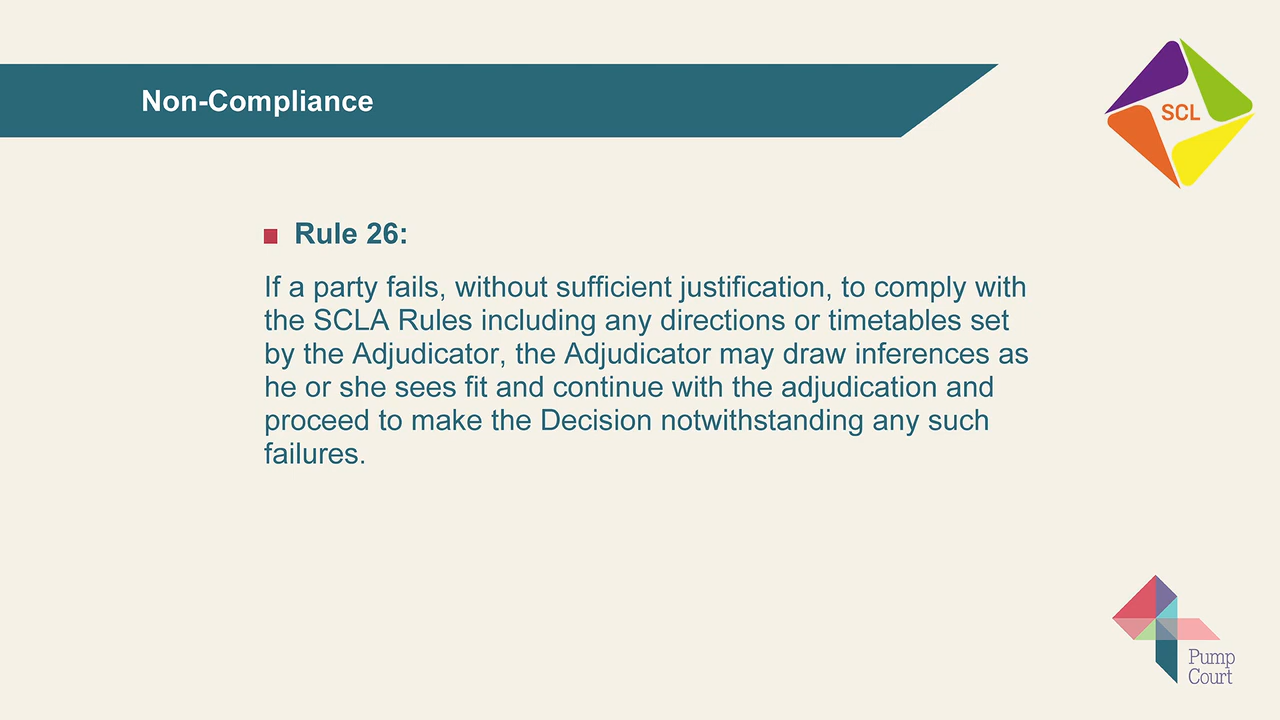 Non-Compliance
SCL
Rule 26:
If a party fails, without sufficient justification, to comply with
the SCLA Rules including any directions or timetables set
by the Adjudicator, the Adjudicator may draw inferences as
he or she sees fit and continue with the adjudication and
proceed to make the Decision notwithstanding any such
failures.
Pump
Court